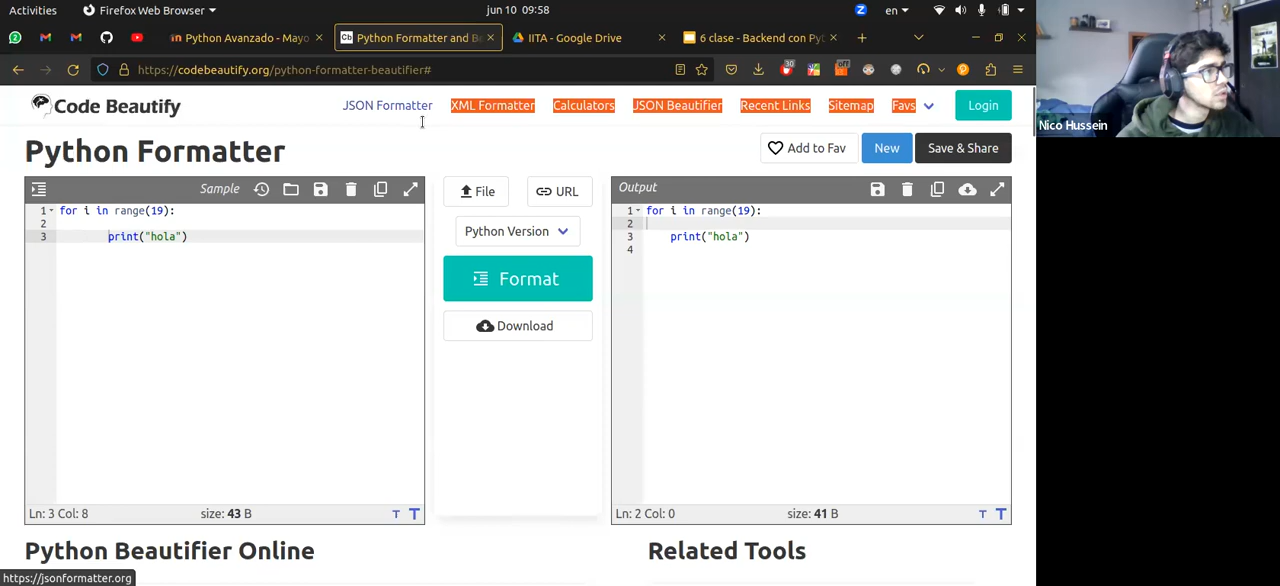 Activities Firefox Web Browser jun 10 09:58 en
Python Avanzado - Mayo Python Formatter and B IITA - Google Drive 6 clase - Backend con Py
https://codebeautify.org/python-formatter-beautifier# 30 off
Code Beautify JSON Formatter XML Formatter Calculators JSON Beautifier Recent Links Sitemap Favs Login
Nico Hussein
Python Formatter Add to Fav New Save & Share
Sample File URL Output
1 for i in range(19):
2
3 print("hola")
Python Version
Format
Download
1 for i in range(19):
2
3 print("hola")
4
Ln: 3 Col: 8 size: 43 B T T
Ln: 2 Col: 0 size: 41 B T T
Python Beautifier Online Related Tools
https://jsonformatter.org